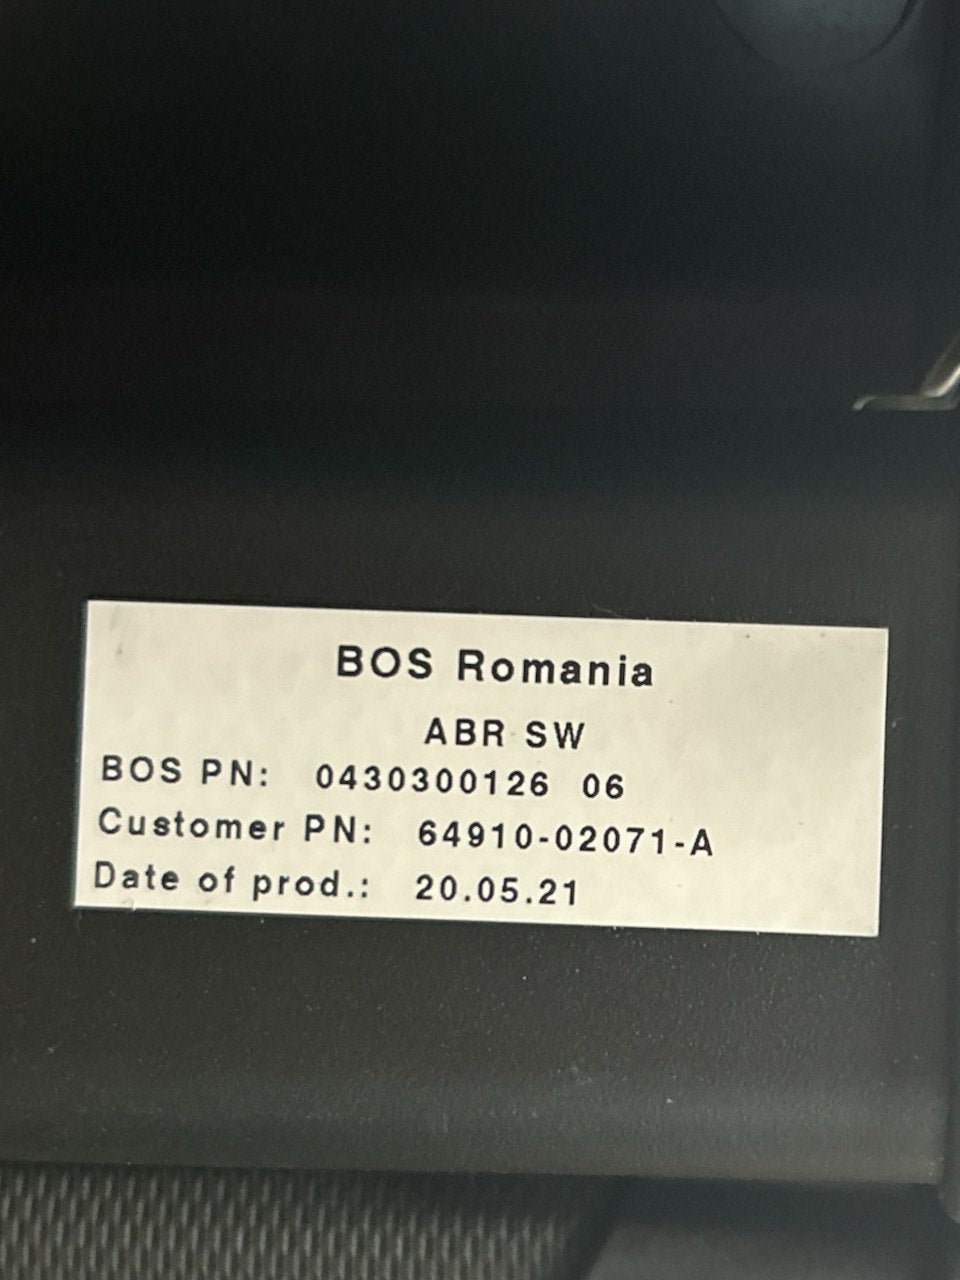 BOS Romania
ABR SW
BOS PN: 0430300126 06
Customer PN: 64910-02071-A
Date of prod.: 20.05.21